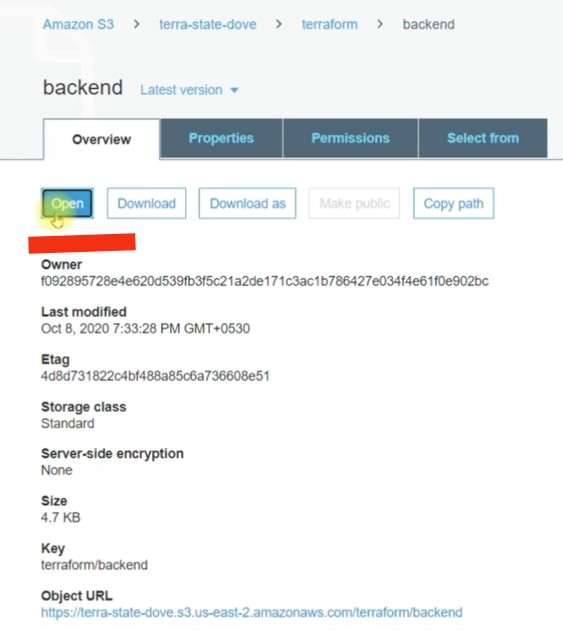 Amazon S3 > terra-state-dove > terraform > backend
backend Latest version
Overview Properties Permissions Select from
Open Download Download as Make public Copy path
Owner
f092895728e4e620d539fb3f5c21a2de171c3ac1b786427e034f4e61f0e902bc
Last modified
Oct 8, 2020 7:33:28 PM GMT+0530
Etag
4d8d731822c4bf488a85c6a736608e51
Storage class
Standard
Server-side encryption
None
Size
4.7 KB
Key
terraform/backend
Object URL
https://terra-state-dove.s3.us-east-2.amazonaws.com/terraform/backend